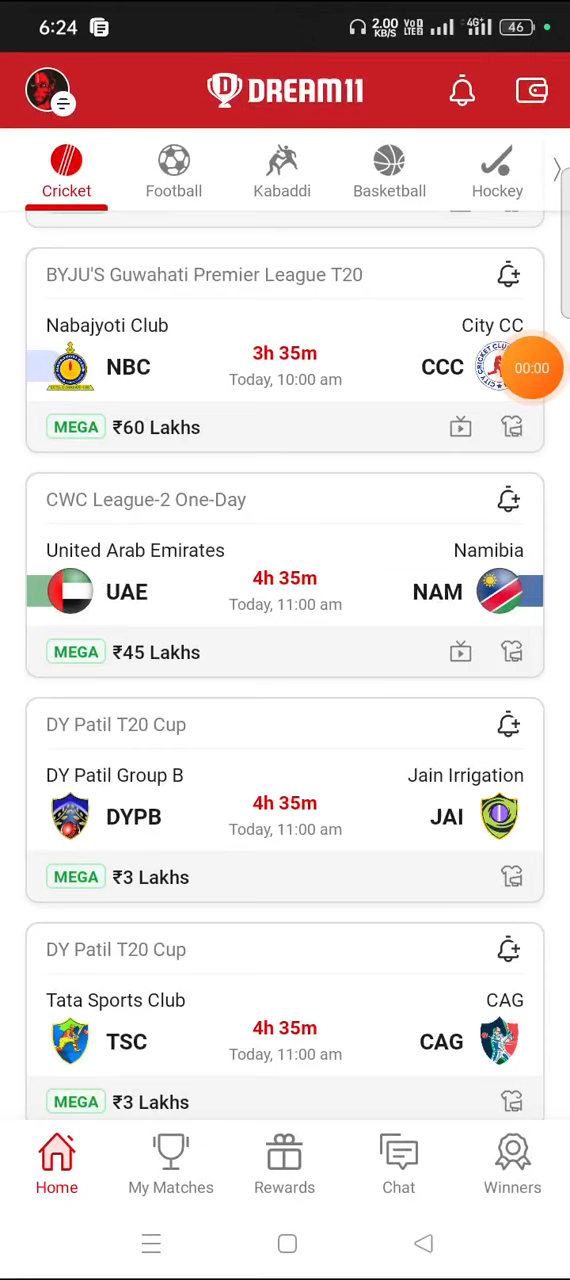 6:24
2.00 KB/S
Vo D LTE 2
4G+
46
DREAM11
Cricket
Football
Kabaddi
Basketball
Hockey
BYJU'S Guwahati Premier League T20
Nabajyoti Club
City CC
NBC
3h 35m
CCC
00:00
Today, 10:00 am
MEGA ₹60 Lakhs
CWC League-2 One-Day
United Arab Emirates
Namibia
UAE
4h 35m
NAM
Today, 11:00 am
MEGA ₹45 Lakhs
DY Patil T20 Cup
DY Patil Group B
Jain Irrigation
DYPB
4h 35m
JAI
Today, 11:00 am
MEGA ₹3 Lakhs
DY Patil T20 Cup
Tata Sports Club
CAG
TSC
4h 35m
CAG
Today, 11:00 am
MEGA ₹3 Lakhs
Home
My Matches
Rewards
Chat
Winners